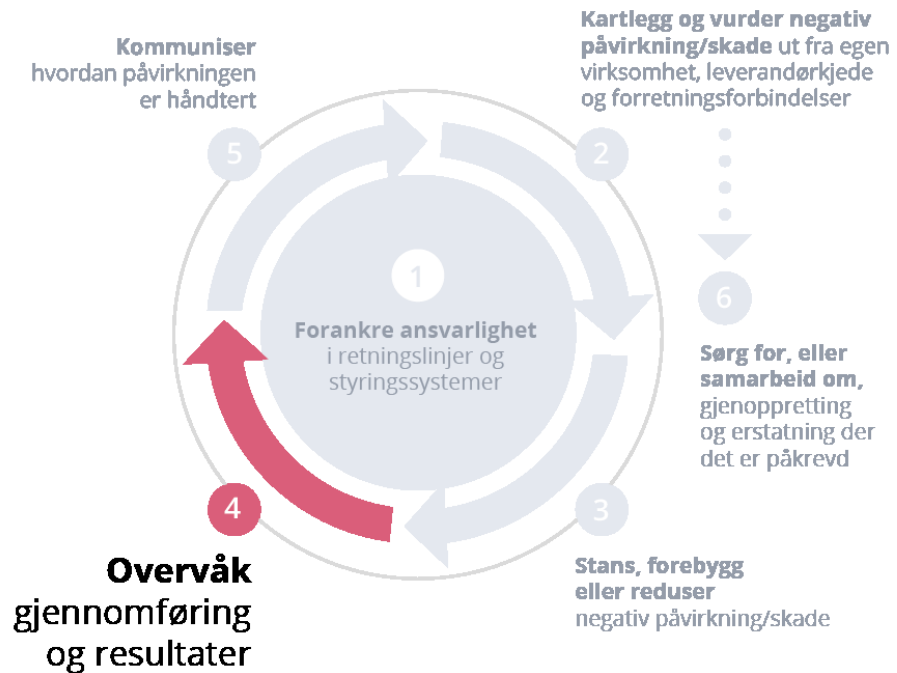 1
Forankre ansvarlighet
i retningslinjer og
styringssystemer
2
Kartlegg og vurder negativ
påvirkning/skade ut fra egen
virksomhet, leverandørkjede
og forretningsforbindelser
3
Stans, forebygg
eller reduser
negativ påvirkning/skade
4
Overvåk
gjennomføring
og resultater
5
Kommuniser
hvordan påvirkningen
er håndtert
6
Sørg for, eller
samarbeid om,
gjenoppretting
og erstatning der
det er påkrevd